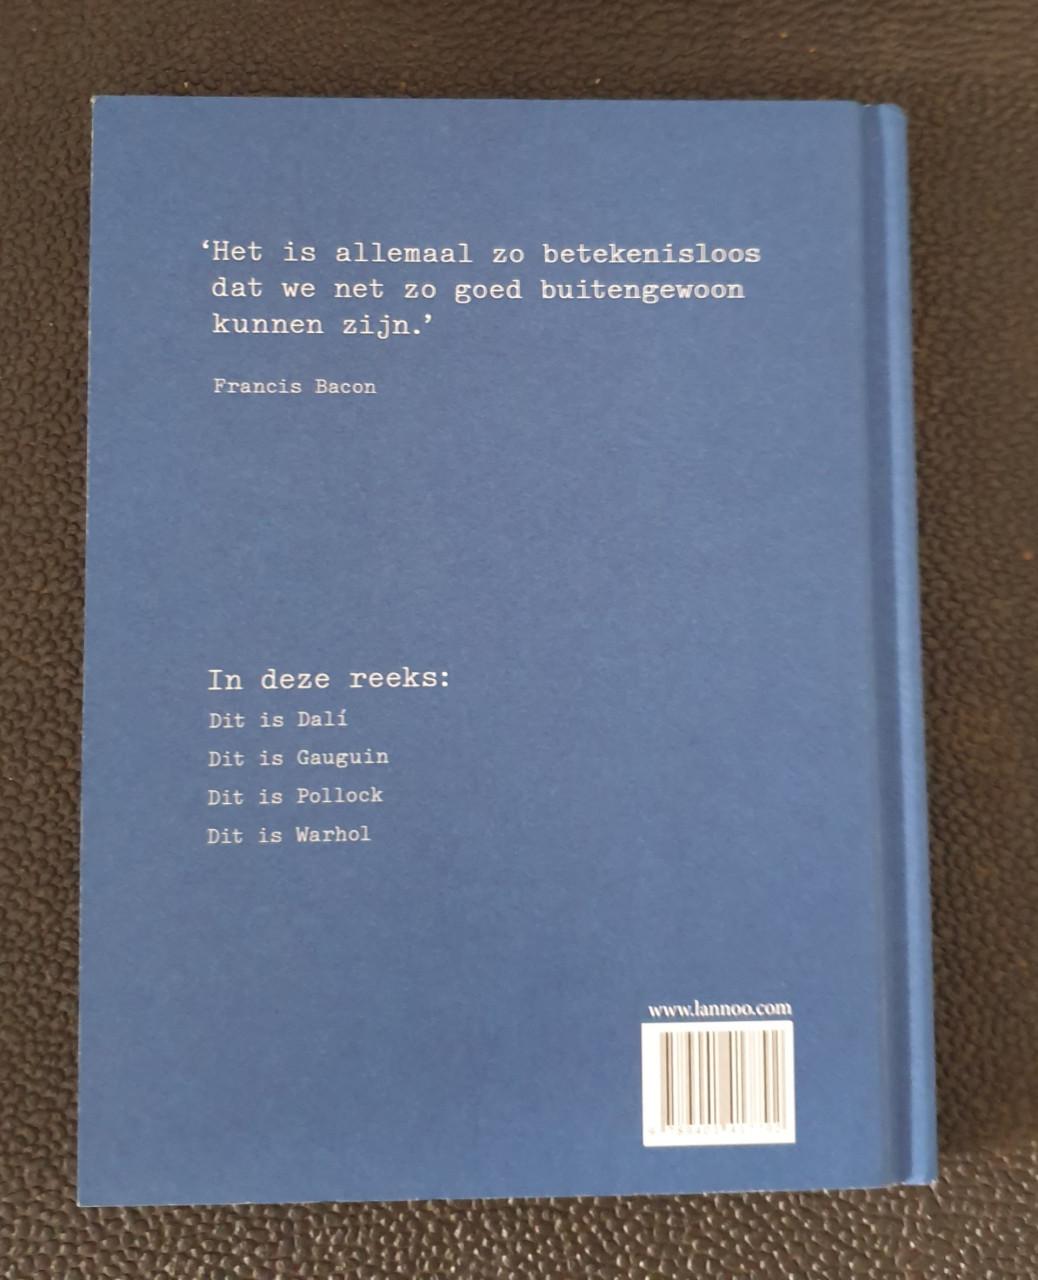 ‘Het is allemaal zo betekenisloos
dat we net zo goed buitengewoon
kunnen zijn.’
Francis Bacon
In deze reeks:
Dit is Dalí
Dit is Gauguin
Dit is Pollock
Dit is Warhol
www.lannoo.com